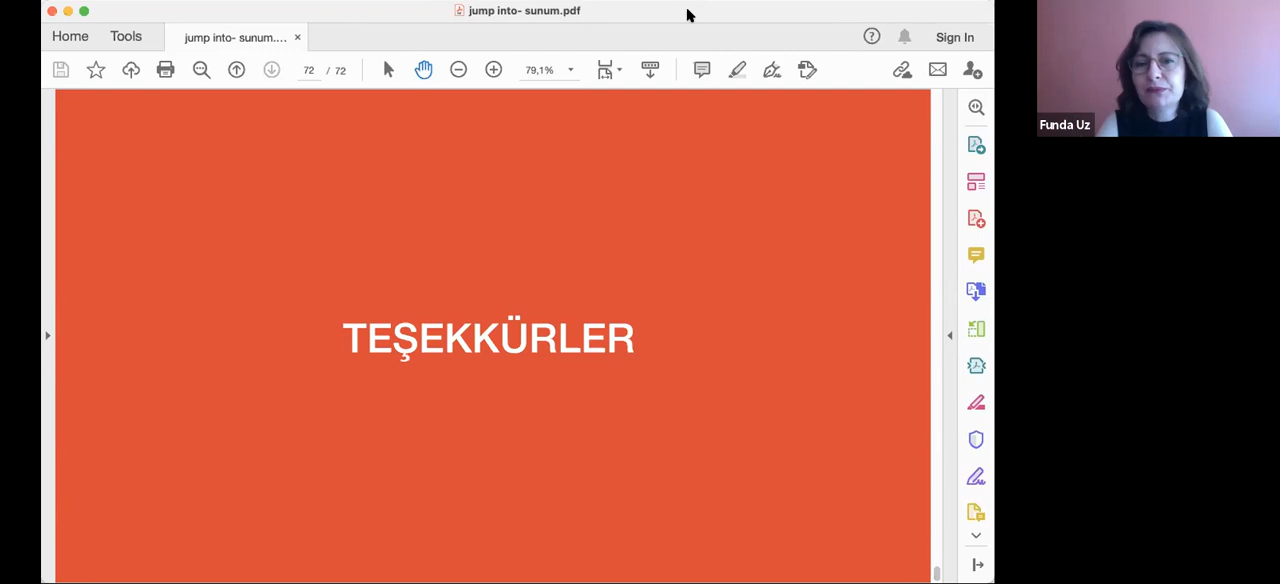 jump into- sunum.pdf
Home
Tools
jump into- sunum.... ×
Sign In
72 / 72
79,1%
TEŞEKKÜRLER
Funda Uz